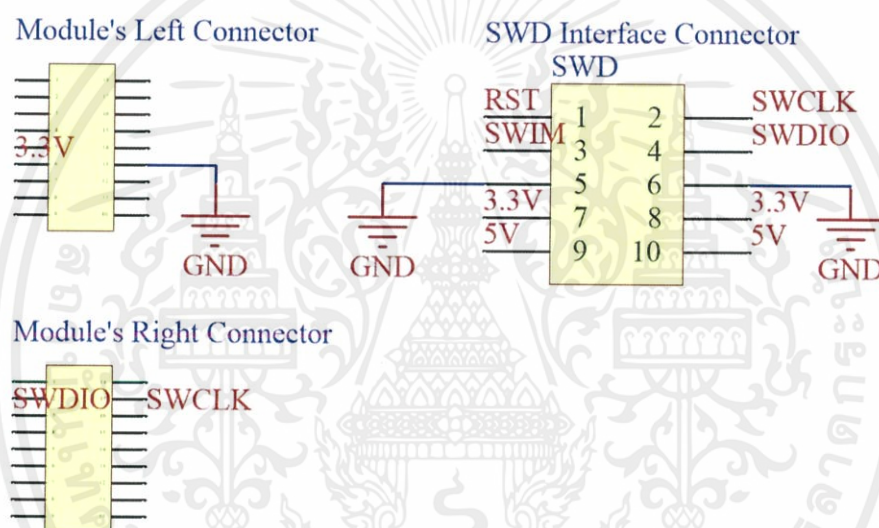 Module's Left Connector
3.3V
GND
SWD Interface Connector
SWD
RST
1
2
SWCLK
SWIM
3
4
SWDIO
5
6
GND
3.3V
7
8
3.3V
5V
9
10
5V
GND
Module's Right Connector
SWDIO
SWCLK